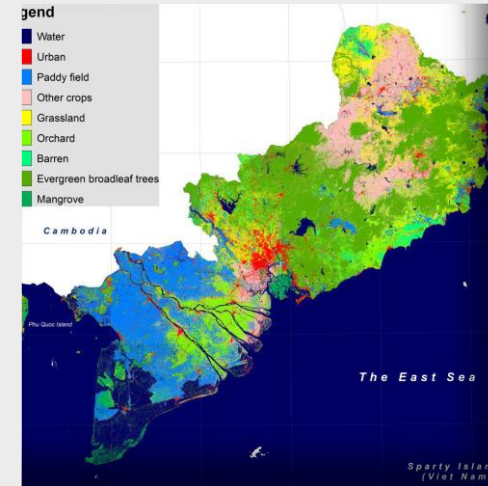 gend
Water
Urban
Paddy field
Other crops
Grassland
Orchard
Barren
Evergreen broadleaf trees
Mangrove
Cambodia
Phu Quoc Island
The East Sea
Sparty Islan
(Viet Nam